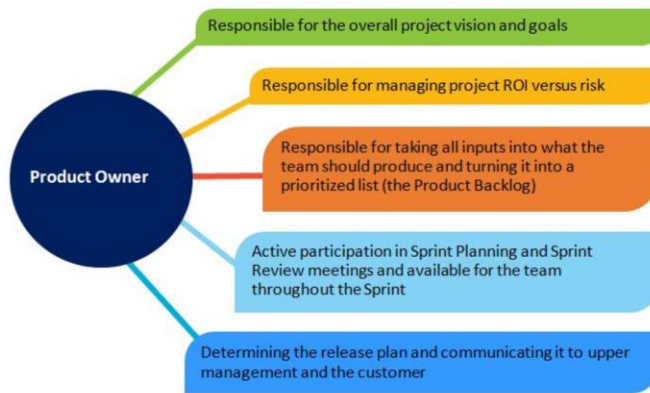 Responsible for the overall project vision and goals
Responsible for managing project ROI versus risk
Product Owner
Responsible for taking all inputs into what the
team should produce and turning it into a
prioritized list (the Product Backlog)
Active participation in Sprint Planning and Sprint
Review meetings and available for the team
throughout the Sprint
Determining the release plan and communicating it to upper
management and the customer